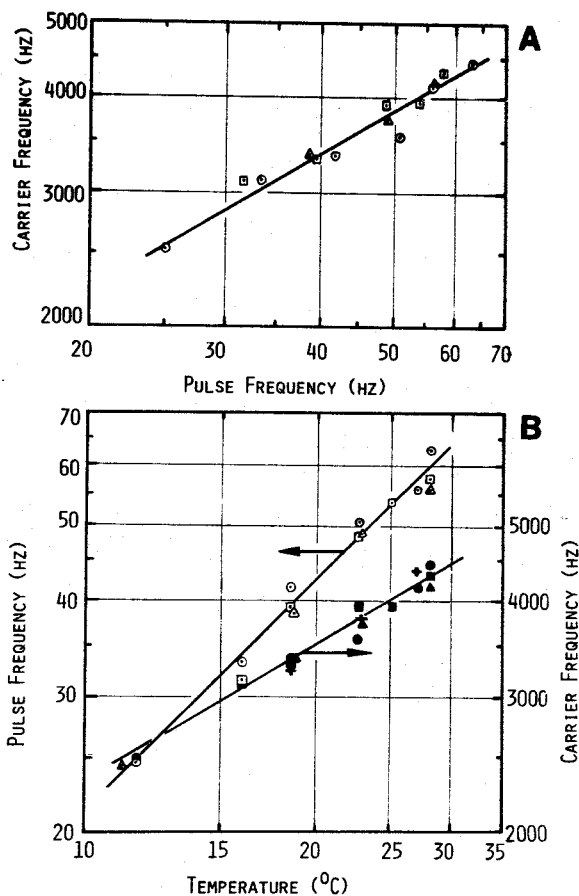 A
CARRIER FREQUENCY (HZ)
5000
4000
3000
2000
20 30 40 50 60 70
PULSE FREQUENCY (HZ)
B
PULSE FREQUENCY (HZ)
70
60
50
40
30
20
5000
4000
3000
2000
CARRIER FREQUENCY (HZ)
10 15 20 25 30 35
TEMPERATURE (°C)